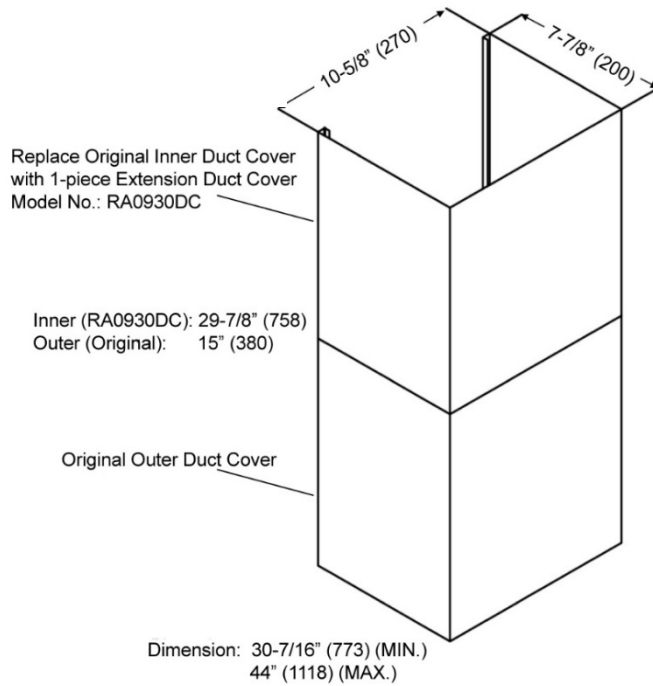 10-5/8” (270)
7-7/8” (200)
Replace Original Inner Duct Cover
with 1-piece Extension Duct Cover
Model No.: RA0930DC
Inner (RA0930DC): 29-7/8” (758)
Outer (Original): 15” (380)
Original Outer Duct Cover
Dimension: 30-7/16” (773) (MIN.)
44” (1118) (MAX.)